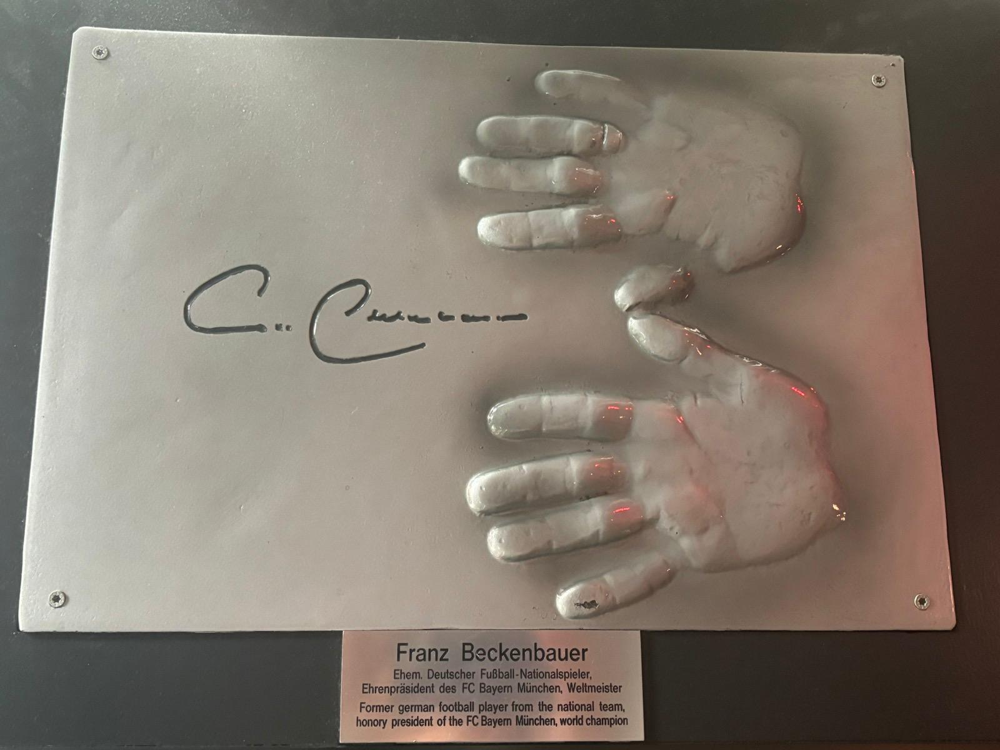 Franz Beckenbauer
Ehem. Deutscher Fußball-Nationalspieler,
Ehrenpräsident des FC Bayern München, Weltmeister
Former german football player from the national team,
honory president of the FC Bayern München, world champion